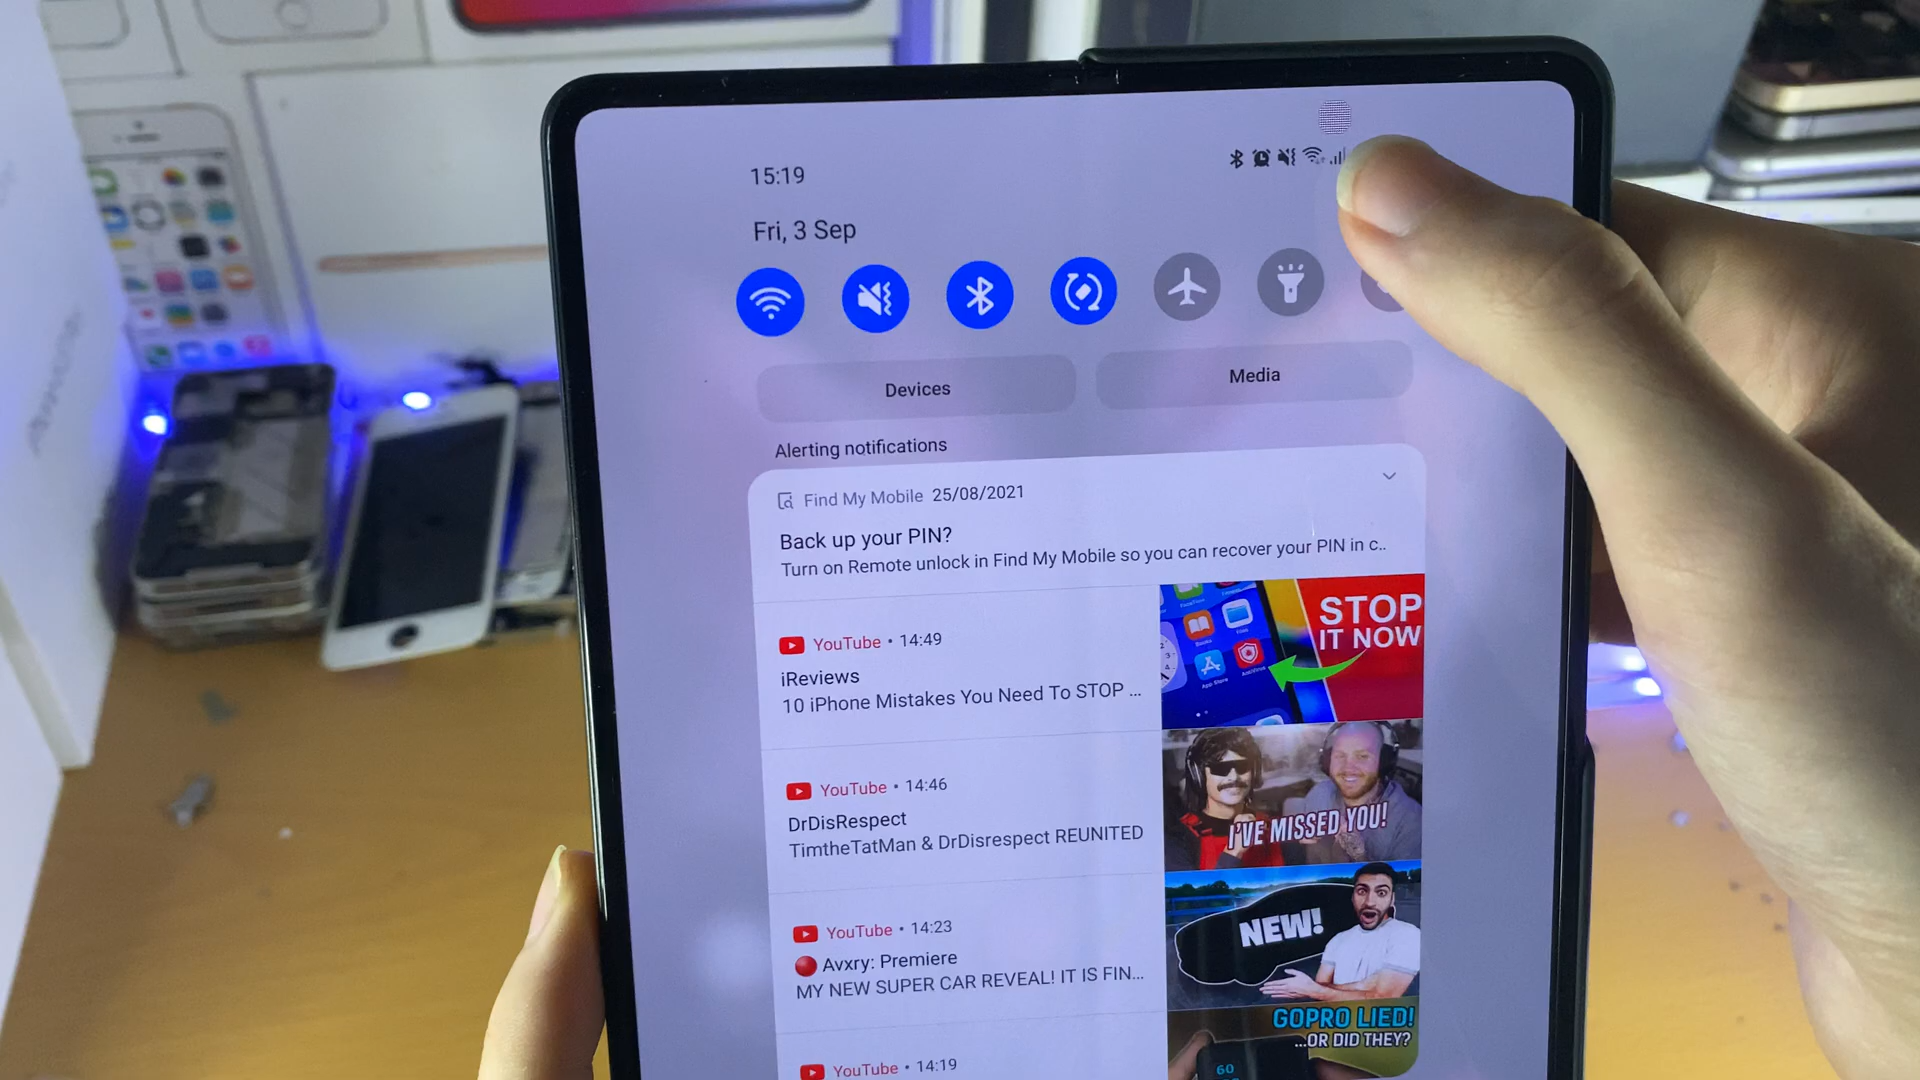 15:19
Fri, 3 Sep
Devices
Media
Alerting notifications
Find My Mobile 25/08/2021
Back up your PIN?
Turn on Remote unlock in Find My Mobile so you can recover your PIN in c..
YouTube • 14:49
iReviews
10 iPhone Mistakes You Need To STOP ...
STOP
IT NOW
Books
Files
App Store
YouTube • 14:46
DrDisRespect
TimtheTatMan & DrDisrespect REUNITED
I'VE MISSED YOU!
YouTube • 14:23
Avxry: Premiere
MY NEW SUPER CAR REVEAL! IT IS FIN...
NEW!
YouTube • 14:19
GOPRO LIED!
...OR DID THEY?
60